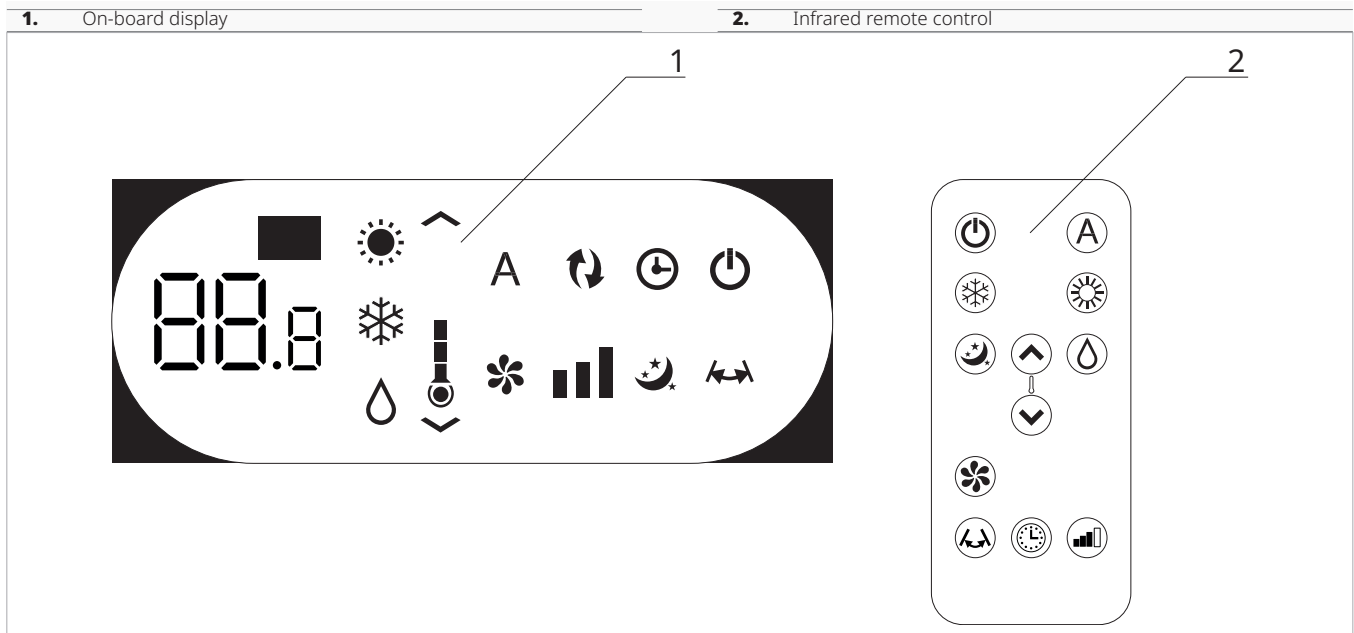 1. On-board display
2. Infrared remote control
1
2
88.8
A
A